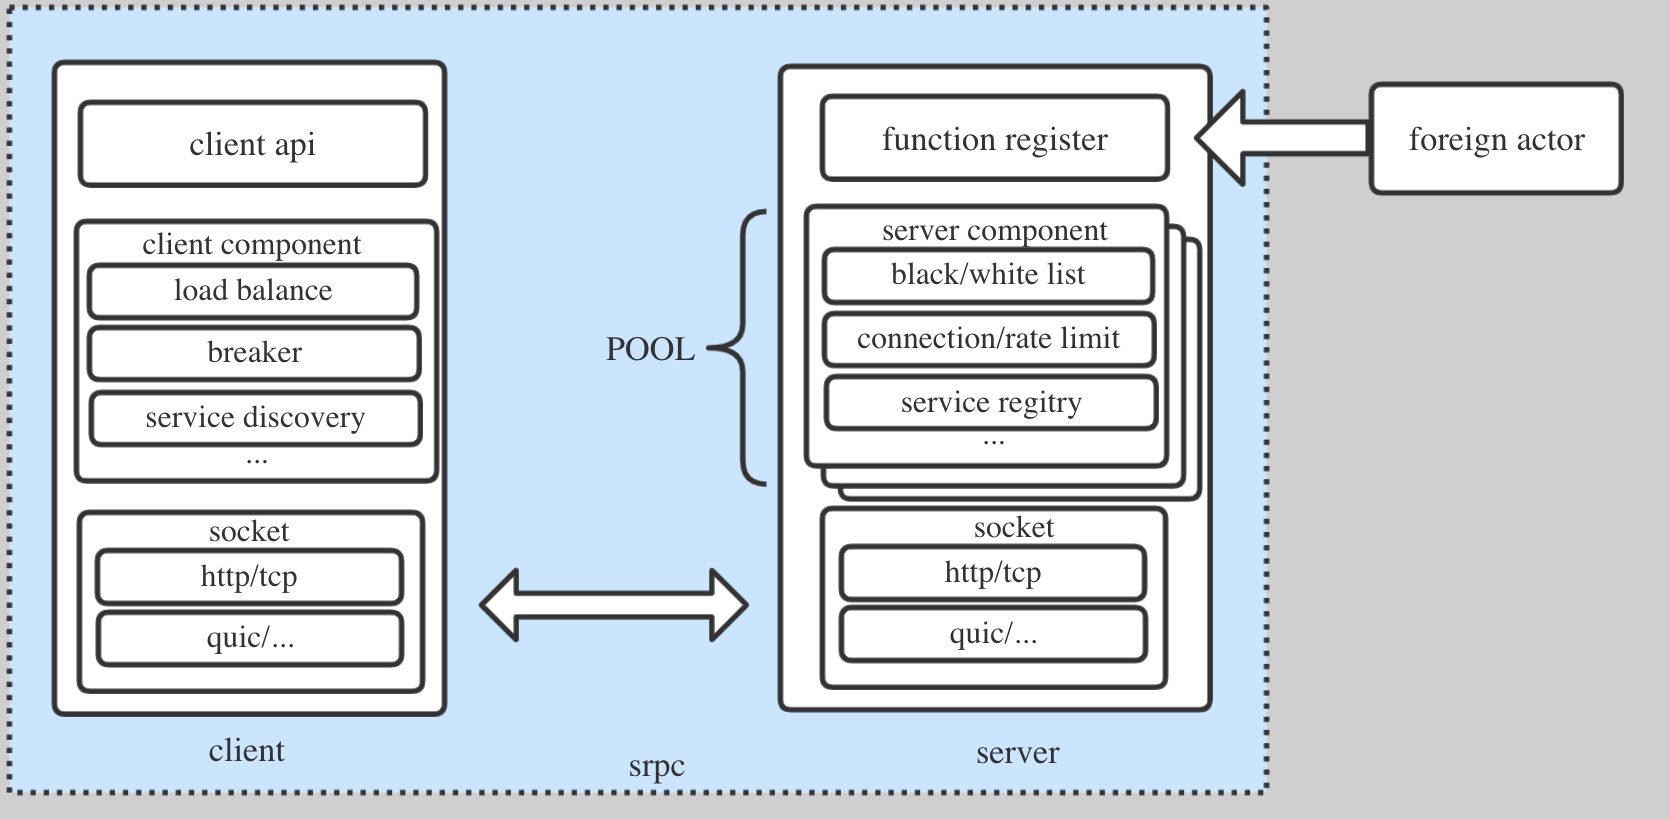 client api
client component
load balance
breaker
service discovery
...
socket
http/tcp
quic/...
client
POOL
srpc
function register
server component
black/white list
connection/rate limit
service regitry
...
socket
http/tcp
quic/...
server
foreign actor